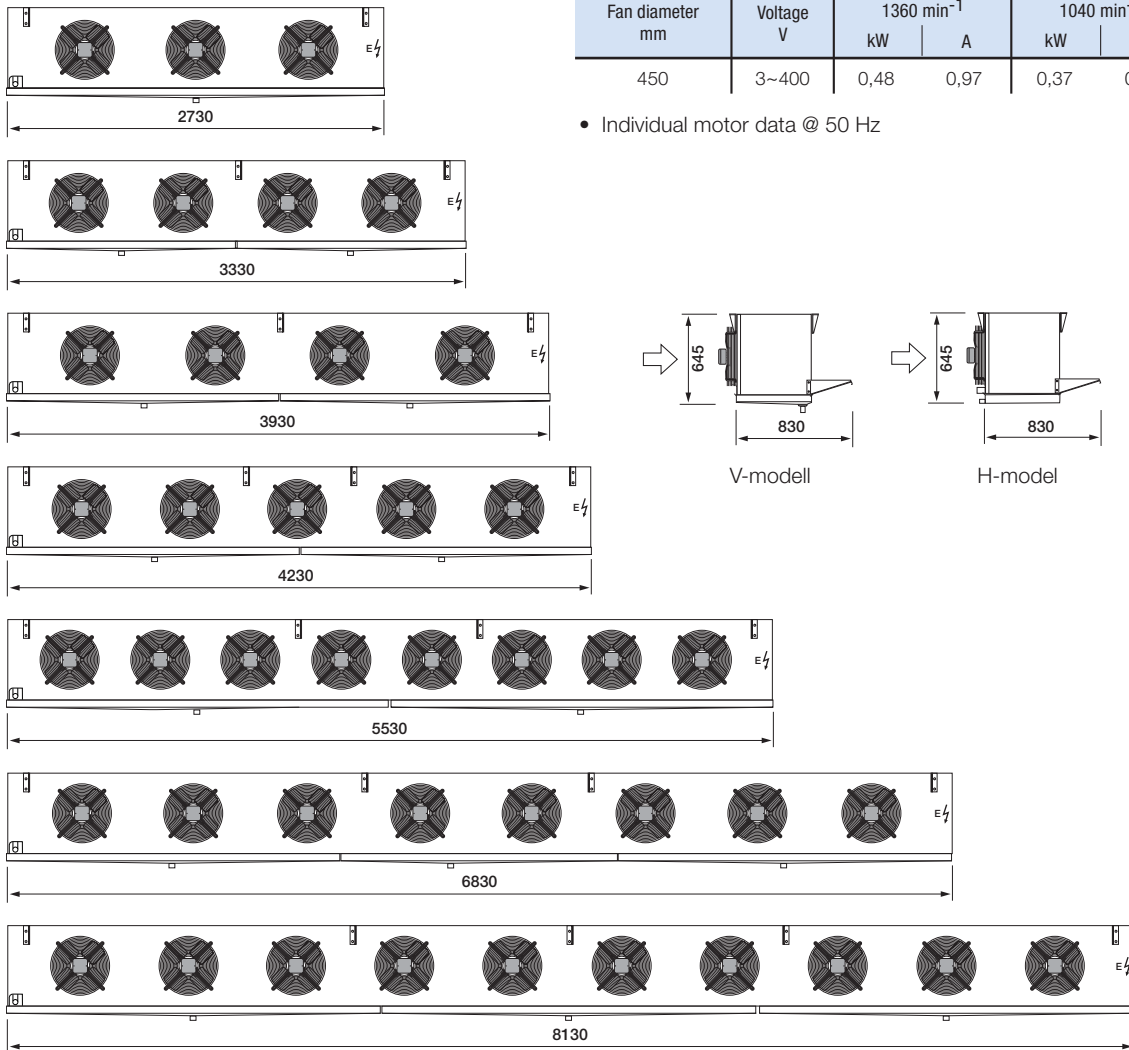 Fan diameter
mm
Voltage
V
1360 min-1
1040 min
kW
A
kW
450
3~400
0,48
0,97
0,37
• Individual motor data @ 50 Hz
E
2730
E
3330
E
3930
645
830
V-modell
645
830
H-model
E
4230
E
5530
E
6830
E
8130